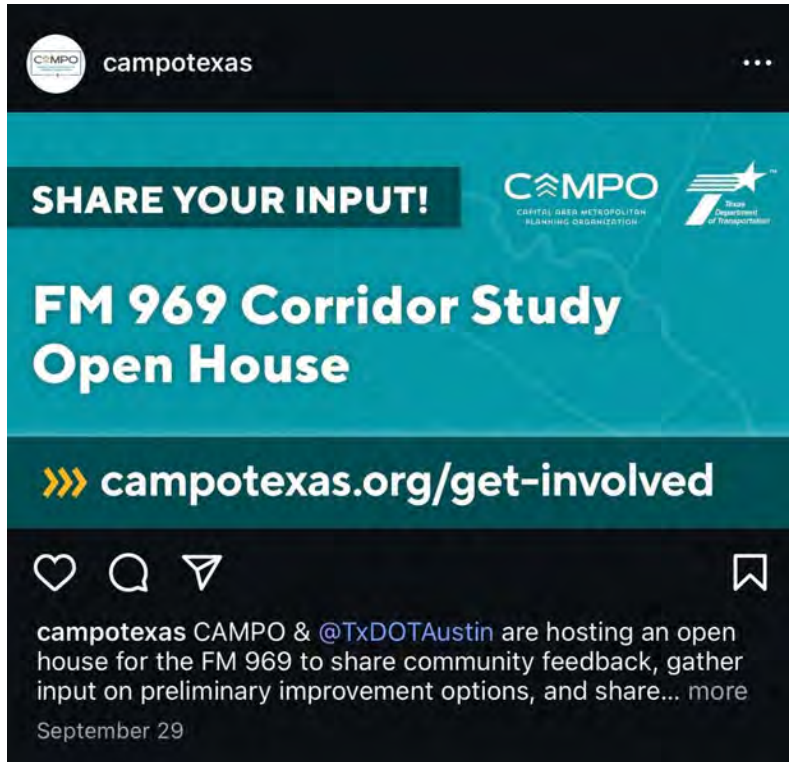 CAMPO
campotexas
SHARE YOUR INPUT!
CAMPO
CAPITAL AREA METROPOLITAN
PLANNING ORGANIZATION
Texas
Department
of Transportation
TM
FM 969 Corridor Study
Open House
campotexas.org/get-involved
campotexas CAMPO & @TxDOTAustin are hosting an open
house for the FM 969 to share community feedback, gather
input on preliminary improvement options, and share... more
September 29